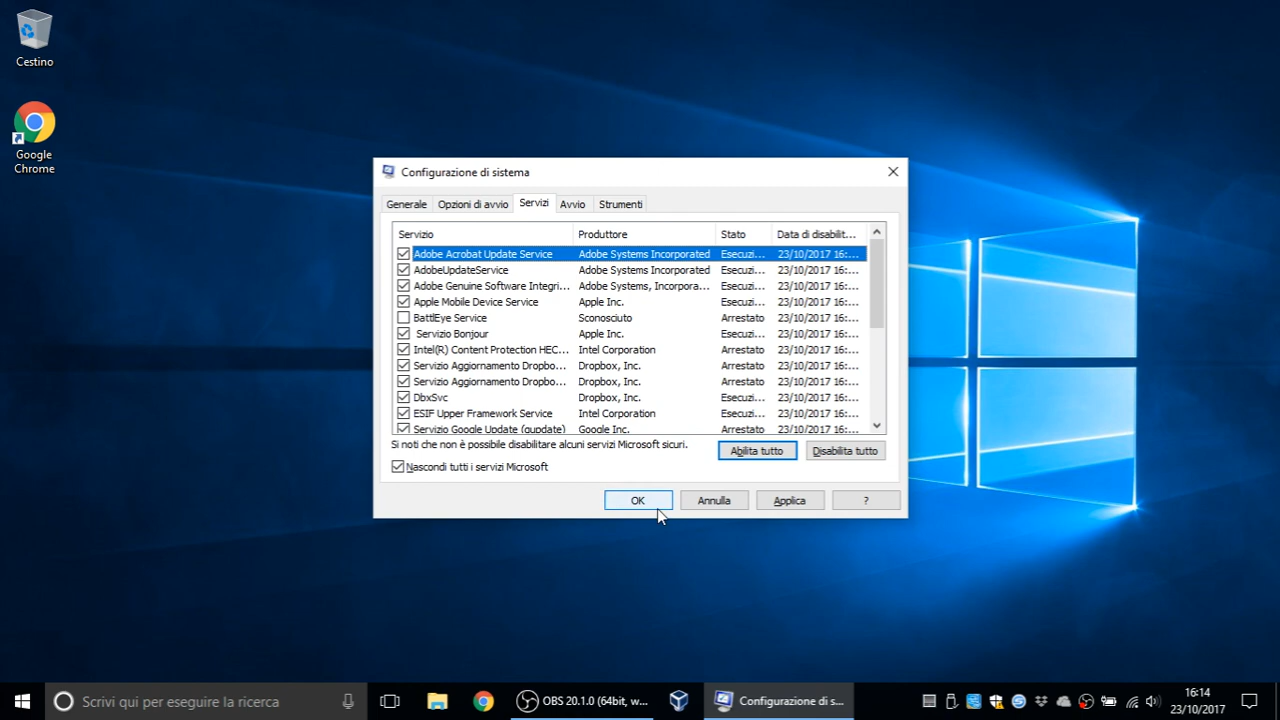 Cestino
Google
Chrome
Configurazione di sistema
Generale Opzioni di avvio Servizi Avvio Strumenti
Servizio Produttore Stato Data di disabilit...
Adobe Acrobat Update Service Adobe Systems Incorporated Esecuzi... 23/10/2017 16:...
AdobeUpdateService Adobe Systems Incorporated Esecuzi... 23/10/2017 16:...
Adobe Genuine Software Integri... Adobe Systems, Incorpora... Esecuzi... 23/10/2017 16:...
Apple Mobile Device Service Apple Inc. Esecuzi... 23/10/2017 16:...
BattlEye Service Sconosciuto Arrestato 23/10/2017 16:...
Servizio Bonjour Apple Inc. Esecuzi... 23/10/2017 16:...
Intel(R) Content Protection HEC... Intel Corporation Arrestato 23/10/2017 16:...
Servizio Aggiornamento Dropbo... Dropbox, Inc. Arrestato 23/10/2017 16:...
Servizio Aggiornamento Dropbo... Dropbox, Inc. Arrestato 23/10/2017 16:...
DbxSvc Dropbox, Inc. Esecuzi... 23/10/2017 16:...
ESIF Upper Framework Service Intel Corporation Esecuzi... 23/10/2017 16:...
Servizio Google Update (gupdate) Google Inc. Arrestato 23/10/2017 16:...
Si noti che non è possibile disabilitare alcuni servizi Microsoft sicuri.
Abilita tutto Disabilita tutto
Nascondi tutti i servizi Microsoft
OK Annulla Applica ?
Scrivi qui per eseguire la ricerca
OBS 20.1.0 (64bit, w...
Configurazione di s...
16:14
23/10/2017